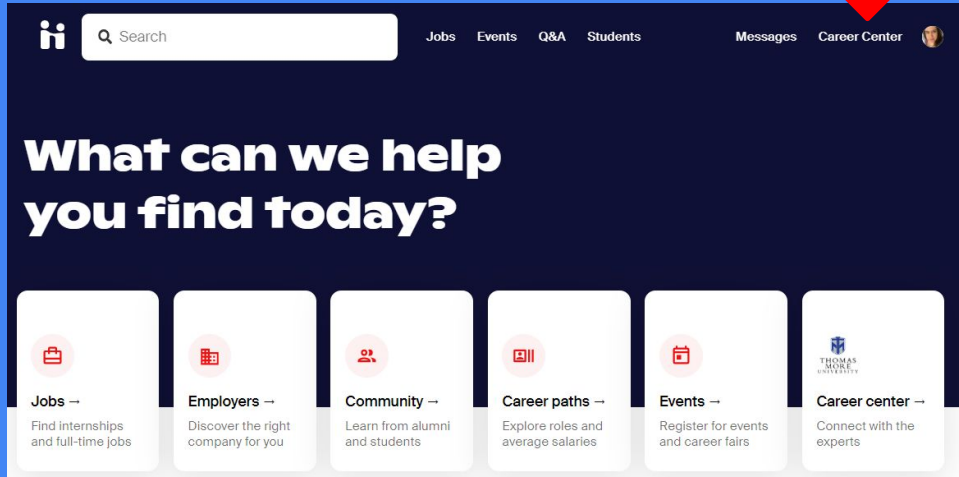 Search
Jobs Events Q&A Students Messages Career Center
What can we help
you find today?
Jobs →
Find internships
and full-time jobs
Employers →
Discover the right
company for you
Community →
Learn from alumni
and students
Career paths →
Explore roles and
average salaries
Events →
Register for events
and career fairs
THOMAS
MORE
UNIVERSITY
Career center →
Connect with the
experts